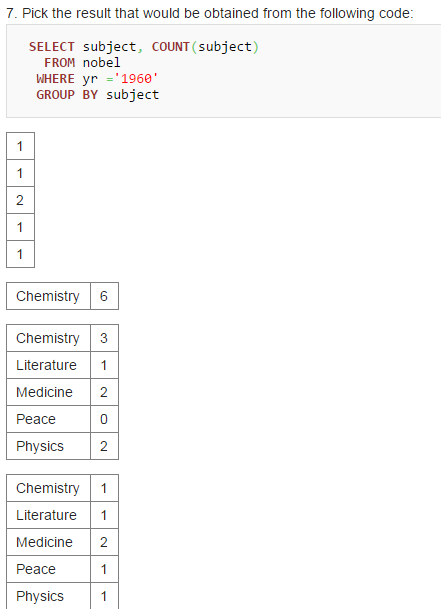 7. Pick the result that would be obtained from the following code:
SELECT subject, COUNT(subject)
FROM nobel
WHERE yr ='1960'
GROUP BY subject
1
1
2
1
1
Chemistry 6
Chemistry 3
Literature 1
Medicine 2
Peace 0
Physics 2
Chemistry 1
Literature 1
Medicine 2
Peace 1
Physics 1